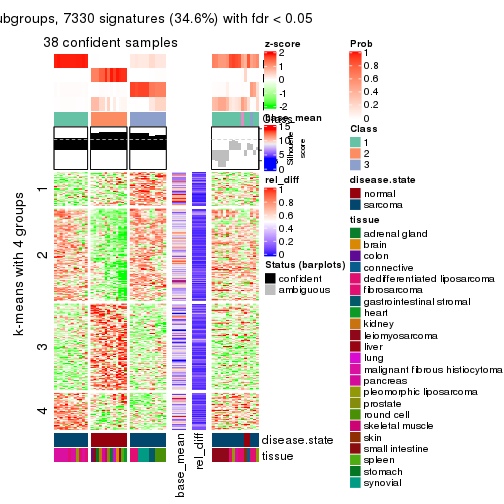 ubgroups, 7330 signatures (34.6%) with fdr < 0.05
38 confident samples
k-means with 4 groups
1
2
3
4
base_mean
rel_diff
disease.state
tissue
z-score
2
1
0
-1
-2
base_mean
15
10
5
0
Silhouette
score
rel_diff
1
0.8
0.6
0.4
0.2
0
Status (barplots)
confident
ambiguous
Prob
1
0.8
0.6
0.4
0.2
0
Class
1
2
3
disease.state
normal
sarcoma
tissue
adrenal gland
brain
colon
connective
dedifferentiated liposarcoma
fibrosarcoma
gastrointestinal stromal
heart
kidney
leiomyosarcoma
liver
lung
malignant fibrous histiocytoma
pancreas
pleomorphic liposarcoma
prostate
round cell
skeletal muscle
skin
small intestine
spleen
stomach
synovial